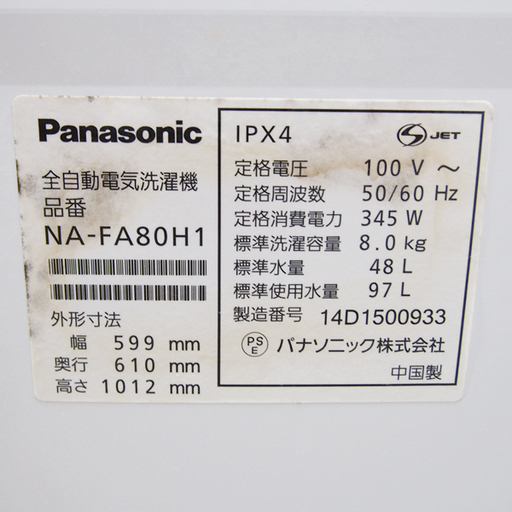 Panasonic
全自動電気洗濯機
品番
NA-FA80H1
外形寸法
幅 599 mm
奥行 610 mm
高さ 1012 mm
IPX4
S JET
定格電圧 100 V ～
定格周波数 50/60 Hz
定格消費電力 345 W
標準洗濯容量 8.0 kg
標準水量 48 L
標準使用水量 97 L
製造番号 14D1500933
PSE パナソニック株式会社
中国製